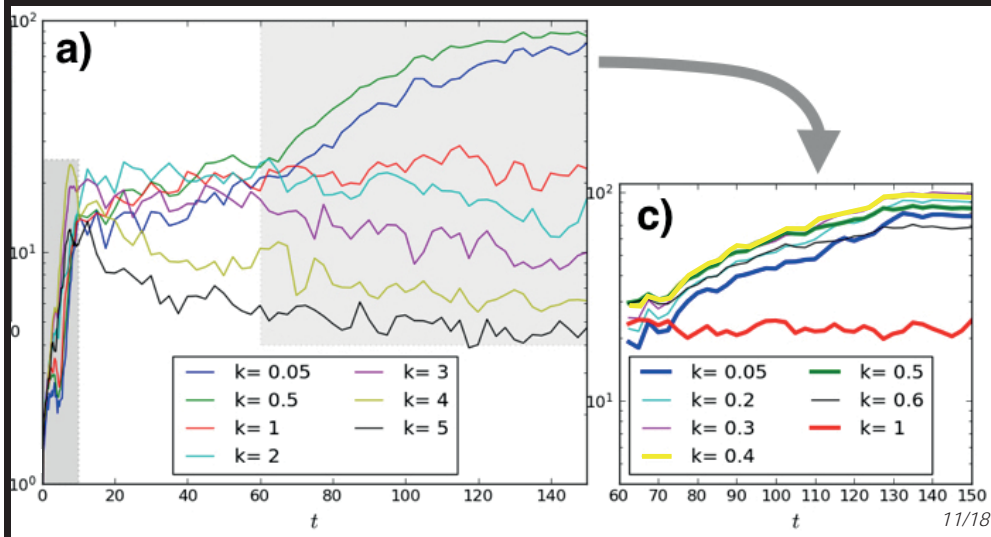 a)
10²
10¹
0
10⁰
0 20 40 60 80 100 120 140
t
k= 0.05
k= 0.5
k= 1
k= 2
k= 3
k= 4
k= 5
c)
10²
10¹
60 70 80 90 100 110 120 130 140 150
t
k= 0.05
k= 0.2
k= 0.3
k= 0.4
k= 0.5
k= 0.6
k= 1
11/18